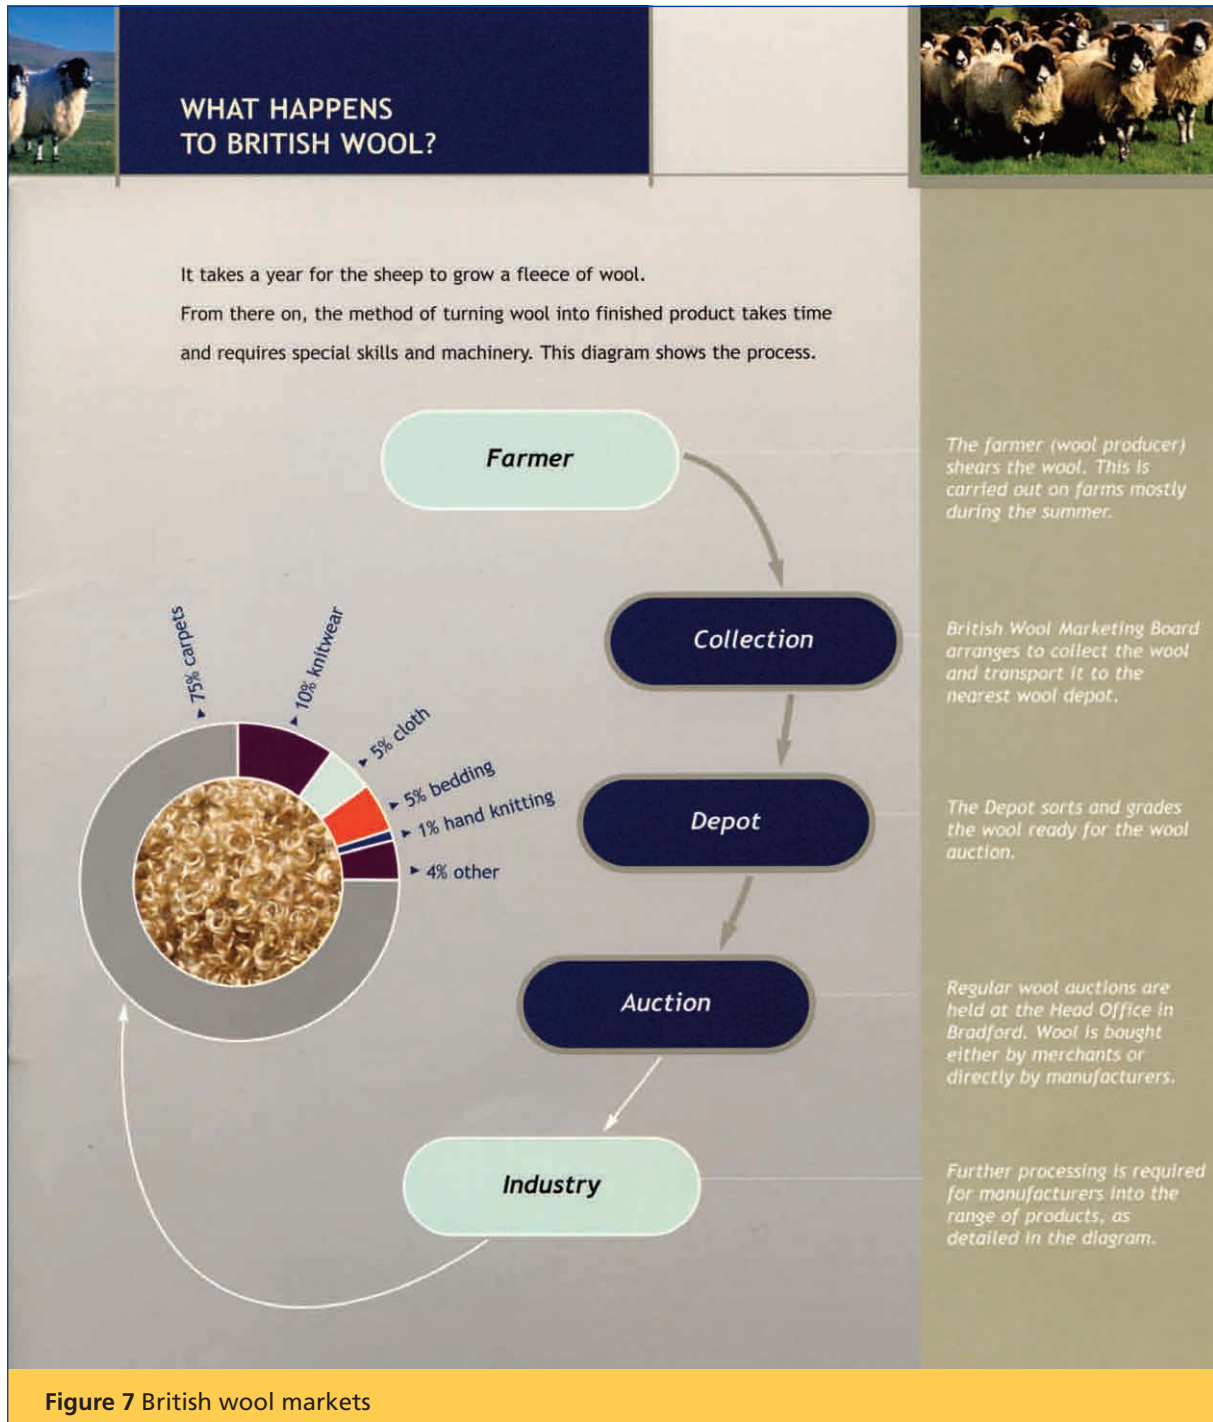 WHAT HAPPENS
TO BRITISH WOOL?
It takes a year for the sheep to grow a fleece of wool.
From there on, the method of turning wool into finished product takes time
and requires special skills and machinery. This diagram shows the process.
Farmer
The farmer (wool producer)
shears the wool. This is
carried out on farms mostly
during the summer.
Collection
British Wool Marketing Board
arranges to collect the wool
and transport it to the
nearest wool depot.
75% carpets
10% knitwear
5% cloth
5% bedding
1% hand knitting
4% other
Depot
The Depot sorts and grades
the wool ready for the wool
auction.
Auction
Regular wool auctions are
held at the Head Office in
Bradford. Wool is bought
either by merchants or
directly by manufacturers.
Industry
Further processing is required
for manufacturers into the
range of products, as
detailed in the diagram.
Figure 7 British wool markets